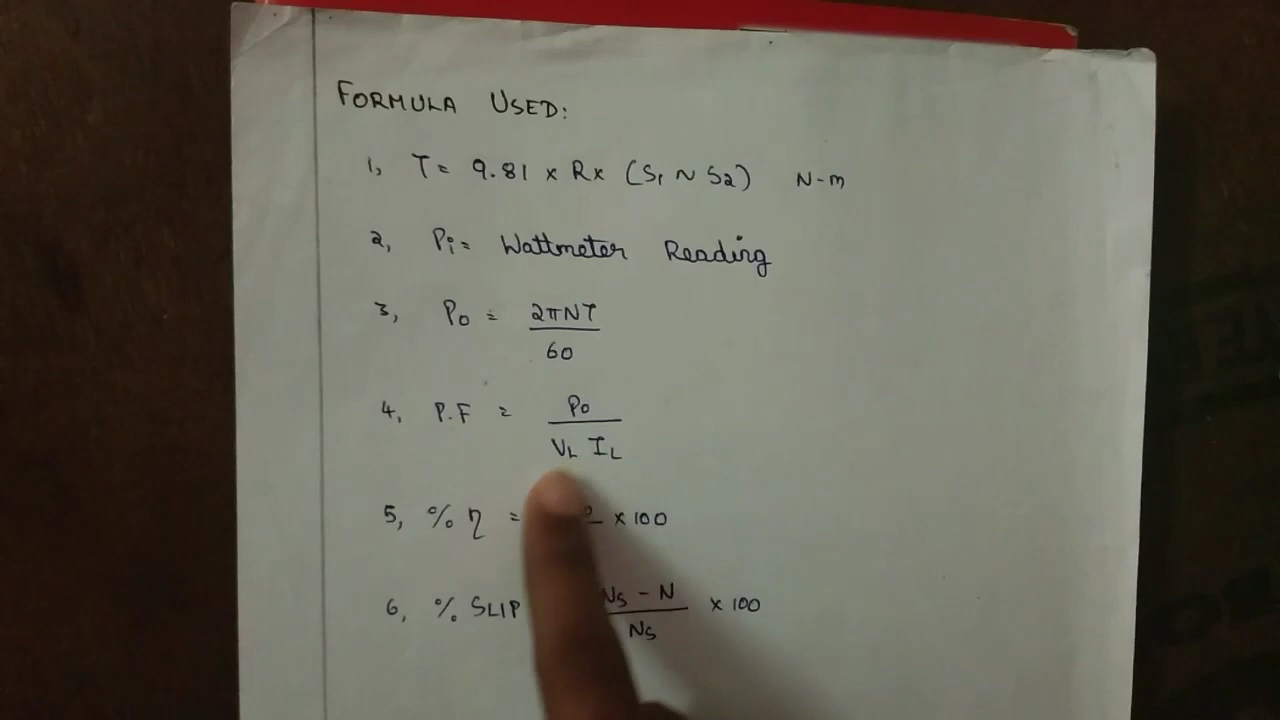 FORMULA USED:
1, T = 9.81 x R x (S1 ~ S2) N-m
2, Pi = Wattmeter Reading
3, Po = 2πNT
60
4, P.F = Po
VL IL
5, % η = x 100
6, % SLIP Ns - N x 100
Ns